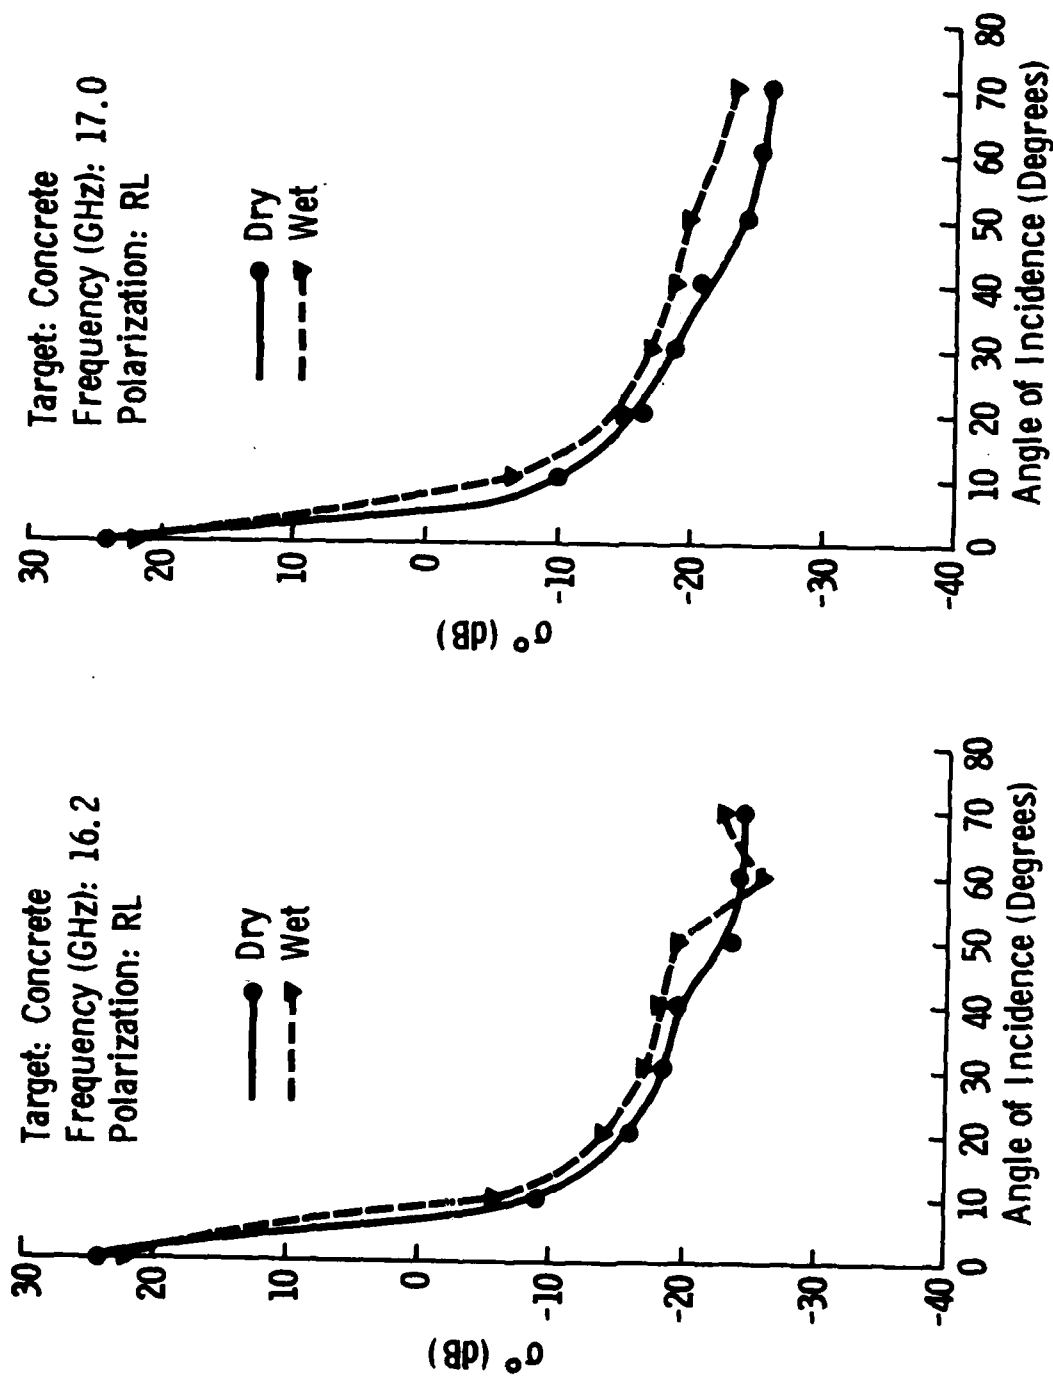 Target: Concrete
Frequency (GHz): 16.2
Polarization: RL
Dry
Wet
30
20
10
0
-10
-20
-30
-40
σ° (dB)
0 10 20 30 40 50 60 70 80
Angle of Incidence (Degrees)
Target: Concrete
Frequency (GHz): 17.0
Polarization: RL
Dry
Wet
30
20
10
0
-10
-20
-30
-40
σ° (dB)
0 10 20 30 40 50 60 70 80
Angle of Incidence (Degrees)